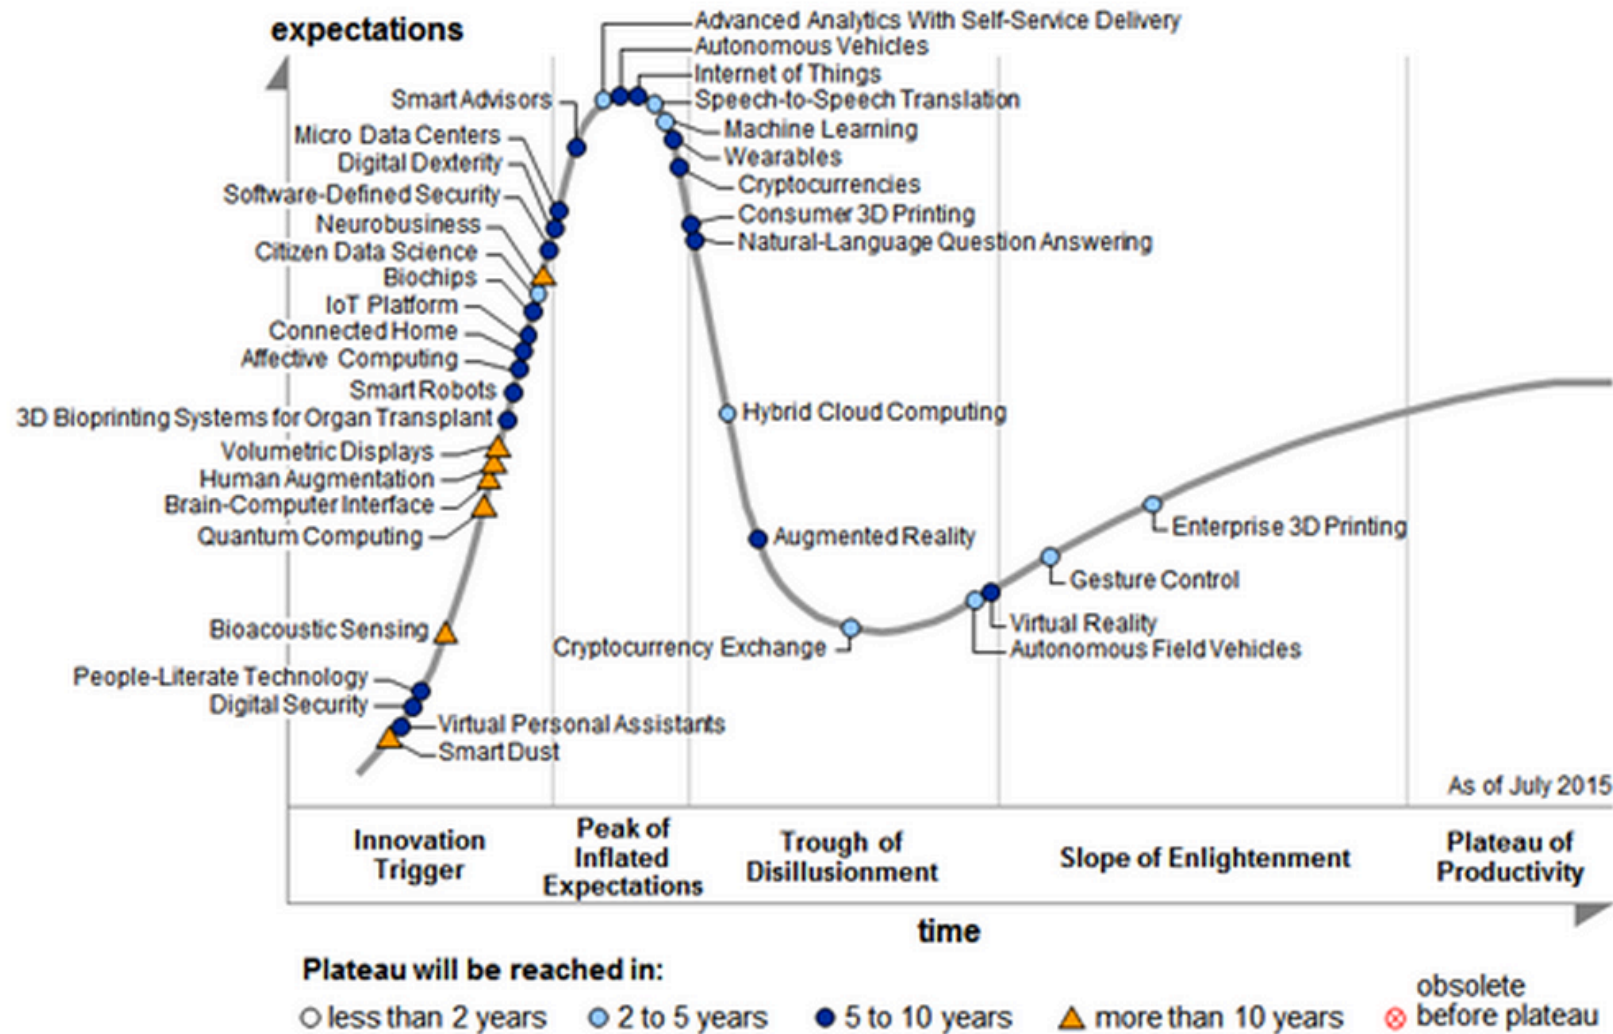 expectations
Advanced Analytics With Self-Service Delivery
Autonomous Vehicles
Internet of Things
Smart Advisors
Speech-to-Speech Translation
Micro Data Centers
Machine Learning
Digital Dexterity
Wearables
Software-Defined Security
Cryptocurrencies
Neurobusiness
Consumer 3D Printing
Citizen Data Science
Natural-Language Question Answering
Biochips
IoT Platform
Connected Home
Affective Computing
Smart Robots
3D Bioprinting Systems for Organ Transplant
Hybrid Cloud Computing
Volumetric Displays
Human Augmentation
Brain-Computer Interface
Quantum Computing
Augmented Reality
Enterprise 3D Printing
Gesture Control
Bioacoustic Sensing
Virtual Reality
Cryptocurrency Exchange
Autonomous Field Vehicles
People-Literate Technology
Digital Security
Virtual Personal Assistants
Smart Dust
As of July 2015
Innovation
Trigger
Peak of
Inflated
Expectations
Trough of
Disillusionment
Slope of Enlightenment
Plateau of
Productivity
time
Plateau will be reached in:
less than 2 years
2 to 5 years
5 to 10 years
more than 10 years
obsolete
before plateau